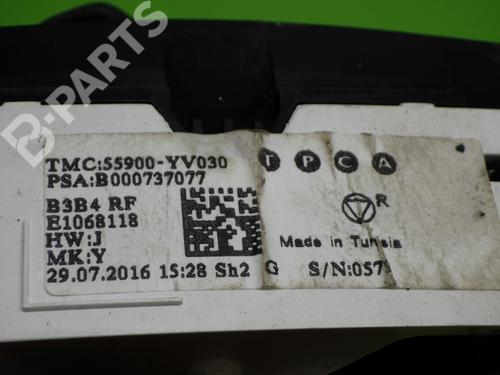 B-PARTS
TMC:55900-YV030 T P C A
PSA:B000737077
B3B4 RF R
E1068118
HW:J Made in Tunisia
MK:Y
29.07.2016 15:28 Sh2 G S/N:057